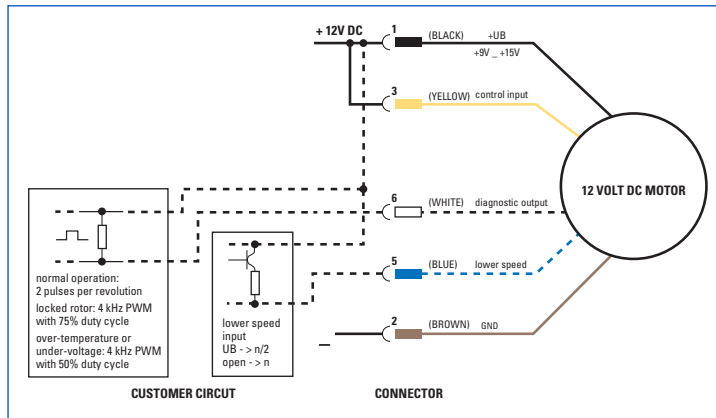 + 12V DC
1
(BLACK) +UB
+9V _ +15V
3
(YELLOW) control input
12 VOLT DC MOTOR
6
(WHITE) diagnostic output
normal operation:
2 pulses per revolution
locked rotor: 4 kHz PWM
with 75% duty cycle
over-temperature or
under-voltage: 4 kHz PWM
with 50% duty cycle
5
(BLUE) lower speed
lower speed
input
UB - > n/2
open - > n
2
(BROWN) GND
–
CUSTOMER CIRCUT
CONNECTOR